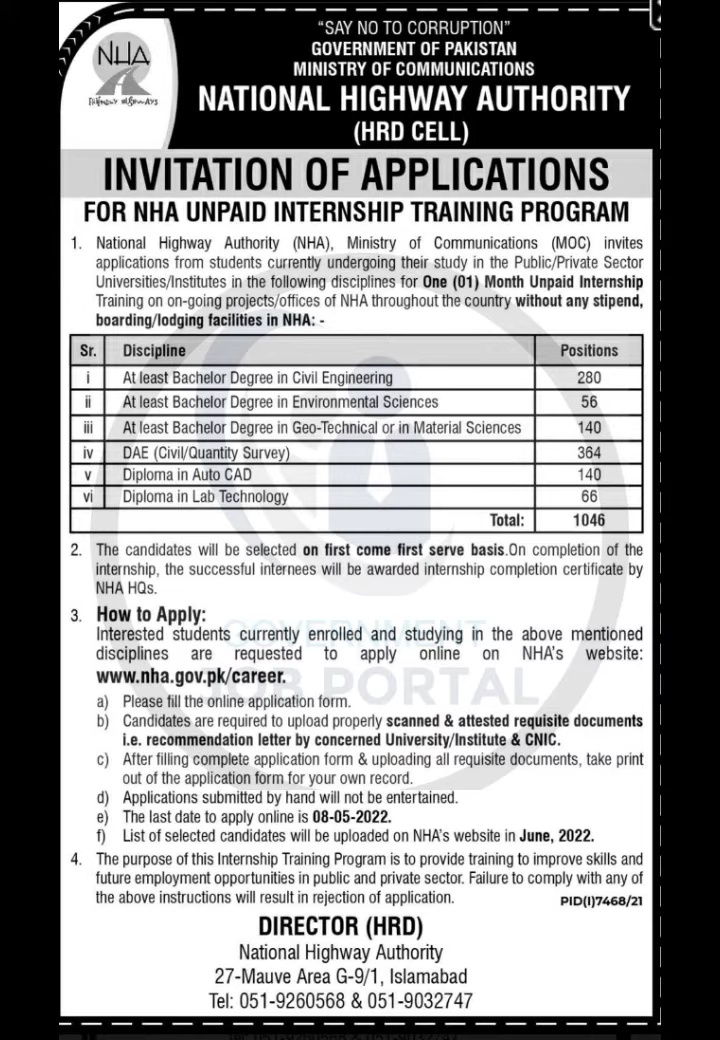 "SAY NO TO CORRUPTION"
GOVERNMENT OF PAKISTAN
MINISTRY OF COMMUNICATIONS
NATIONAL HIGHWAY AUTHORITY
(HRD CELL)
NHA
FRIENDLY HIGHWAYS
INVITATION OF APPLICATIONS
FOR NHA UNPAID INTERNSHIP TRAINING PROGRAM
1. National Highway Authority (NHA), Ministry of Communications (MOC) invites
applications from students currently undergoing their study in the Public/Private Sector
Universities/Institutes in the following disciplines for One (01) Month Unpaid Internship
Training on on-going projects/offices of NHA throughout the country without any stipend,
boarding/lodging facilities in NHA: -
Sr. Discipline Positions
i At least Bachelor Degree in Civil Engineering 280
ii At least Bachelor Degree in Environmental Sciences 56
iii At least Bachelor Degree in Geo-Technical or in Material Sciences 140
iv DAE (Civil/Quantity Survey) 364
v Diploma in Auto CAD 140
vi Diploma in Lab Technology 66
Total: 1046
2. The candidates will be selected on first come first serve basis.On completion of the
internship, the successful internees will be awarded internship completion certificate by
NHA HQs.
3. How to Apply:
Interested students currently enrolled and studying in the above mentioned
disciplines are requested to apply online on NHA's website:
www.nha.gov.pk/career.
GOVERNMENT
JOB PORTAL
a) Please fill the online application form.
b) Candidates are required to upload properly scanned & attested requisite documents
i.e. recommendation letter by concerned University/Institute & CNIC.
c) After filling complete application form & uploading all requisite documents, take print
out of the application form for your own record.
d) Applications submitted by hand will not be entertained.
e) The last date to apply online is 08-05-2022.
f) List of selected candidates will be uploaded on NHA's website in June, 2022.
4. The purpose of this Internship Training Program is to provide training to improve skills and
future employment opportunities in public and private sector. Failure to comply with any of
the above instructions will result in rejection of application. PID(I)7468/21
DIRECTOR (HRD)
National Highway Authority
27-Mauve Area G-9/1, Islamabad
Tel: 051-9260568 & 051-9032747